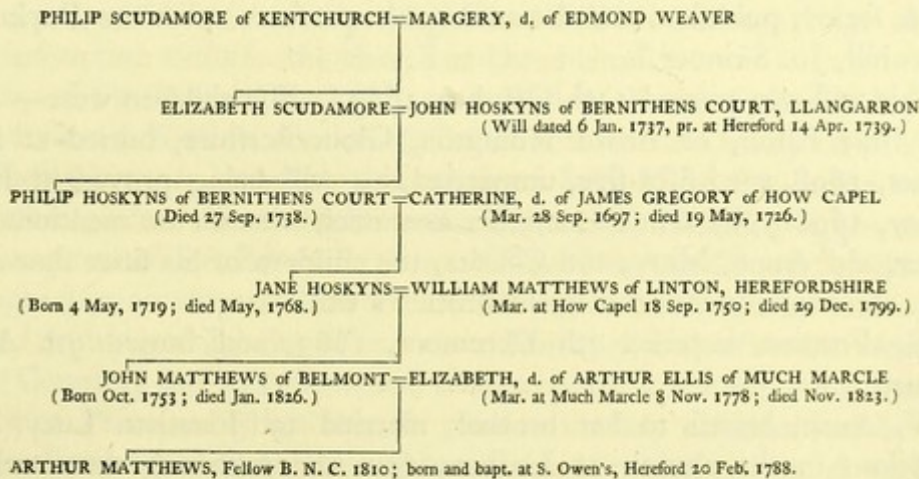 PHILIP SCUDAMORE of KENTCHURCH=MARGERY, d. of EDMOND WEAVER
ELIZABETH SCUDAMORE=JOHN HOSKYNS of BERNITHENS COURT, LLANGARRON
(Will dated 6 Jan. 1737, pr. at Hereford 14 Apr. 1739.)
PHILIP HOSKYNS of BERNITHENS COURT=CATHERINE, d. of JAMES GREGORY of HOW CAPEL
(Died 27 Sep. 1738.) (Mar. 28 Sep. 1697; died 19 May, 1726.)
JANE HOSKYNS=WILLIAM MATTHEWS of LINTON, HEREFORDSHIRE
(Born 4 May, 1719; died May, 1768.) (Mar. at How Capel 18 Sep. 1750; died 29 Dec. 1799.)
JOHN MATTHEWS of BELMONT=ELIZABETH, d. of ARTHUR ELLIS of MUCH MARCLE
(Born Oct. 1753; died Jan. 1826.) (Mar. at Much Marcle 8 Nov. 1778; died Nov. 1823.)
ARTHUR MATTHEWS, Fellow B. N. C. 1810; born and bapt. at S. Owen's, Hereford 20 Feb. 1788.